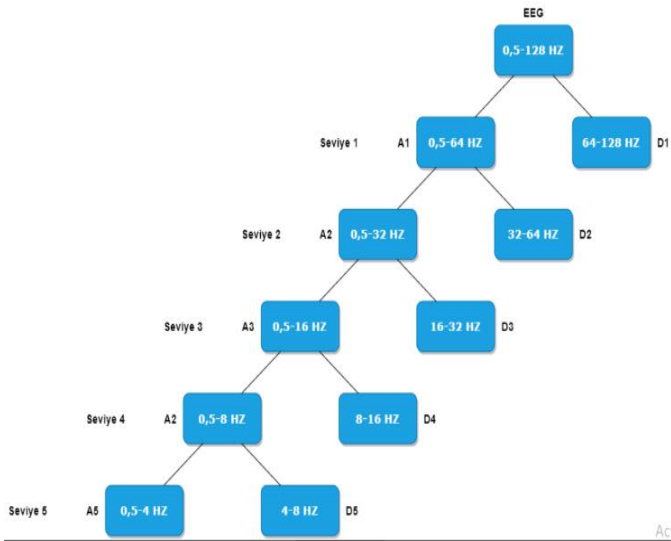 EEG
0,5-128 HZ
Seviye 1 A1 0,5-64 HZ 64-128 HZ D1
Seviye 2 A2 0,5-32 HZ 32-64 HZ D2
Seviye 3 A3 0,5-16 HZ 16-32 HZ D3
Seviye 4 A2 0,5-8 HZ 8-16 HZ D4
Seviye 5 A5 0,5-4 HZ 4-8 HZ D5
Ac